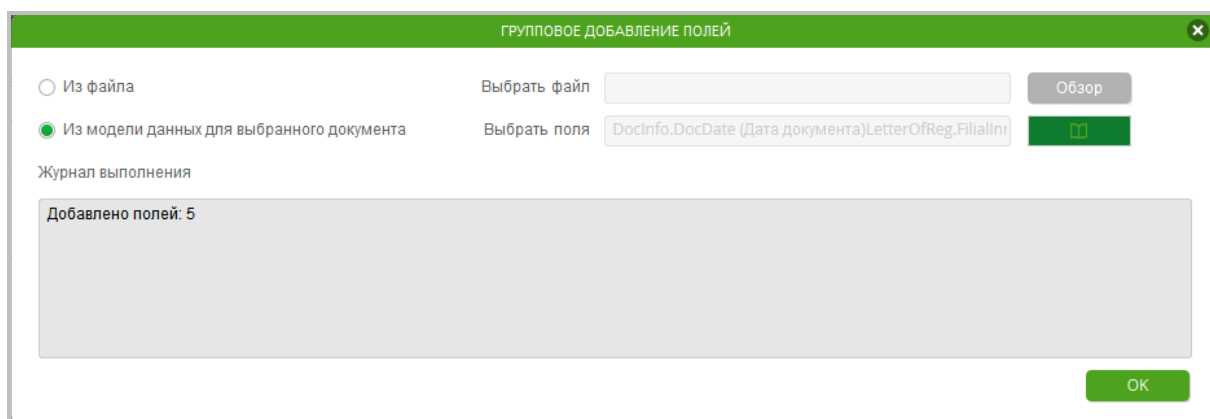 ГРУППОВОЕ ДОБАВЛЕНИЕ ПОЛЕЙ
Из файла Выбрать файл Обзор
Из модели данных для выбранного документа Выбрать поля DocInfo.DocDate (Дата документа)LetterOfReg.FilialInn
Журнал выполнения
Добавлено полей: 5
OK